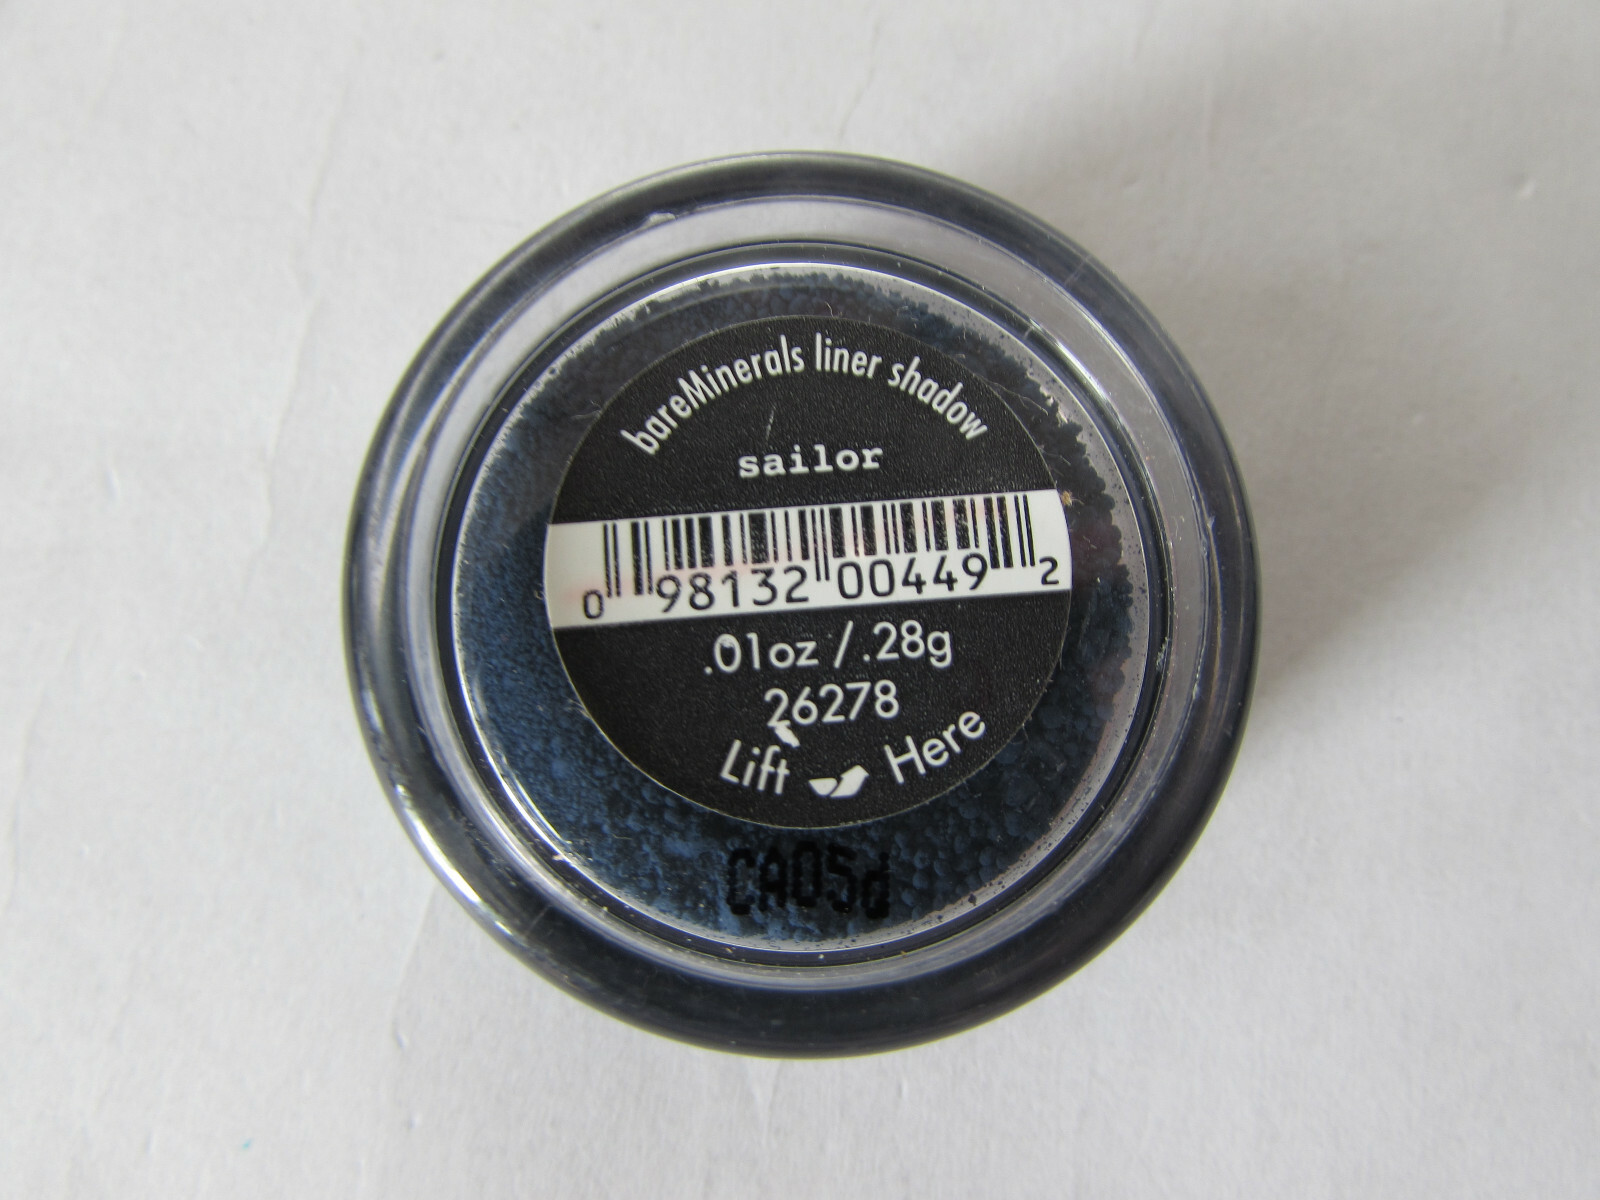 bareMinerals liner shadow
sailor
0 98132 00449 2
.01oz / .28g
26278
Lift Here
CA05d